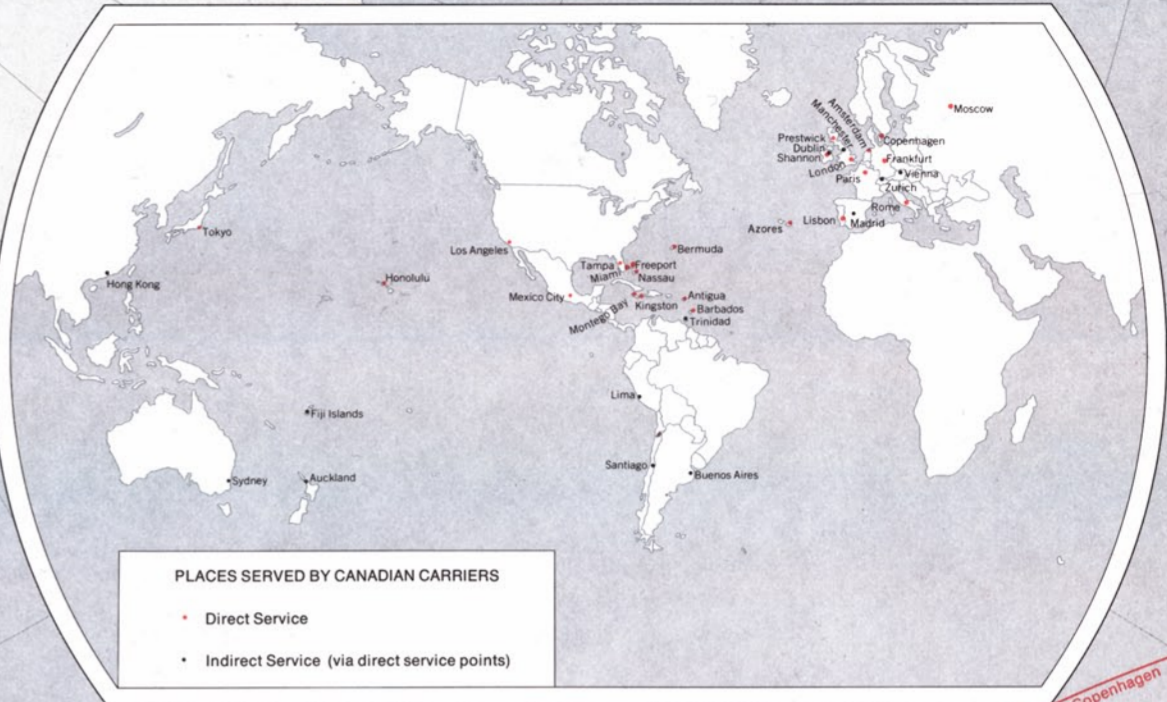 Moscow
Amsterdam
Manchester
Prestwick
Dublin
Shannon
London
Copenhagen
Frankfurt
Paris
Vienna
Zurich
Rome
Lisbon
Madrid
Azores
Tokyo
Hong Kong
Honolulu
Los Angeles
Bermuda
Tampa
Freeport
Miami
Nassau
Mexico City
Montego Bay
Kingston
Antigua
Barbados
Trinidad
Lima
Fiji Islands
Santiago
Buenos Aires
Sydney
Auckland
PLACES SERVED BY CANADIAN CARRIERS
Direct Service
Indirect Service (via direct service points)
Copenhagen